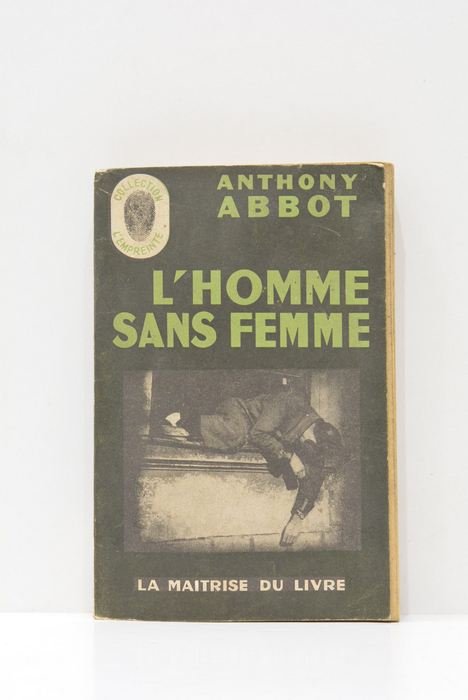 COLLECTION
L'EMPREINTE
ANTHONY
ABBOT
L'HOMME
SANS FEMME
LA MAITRISE DU LIVRE